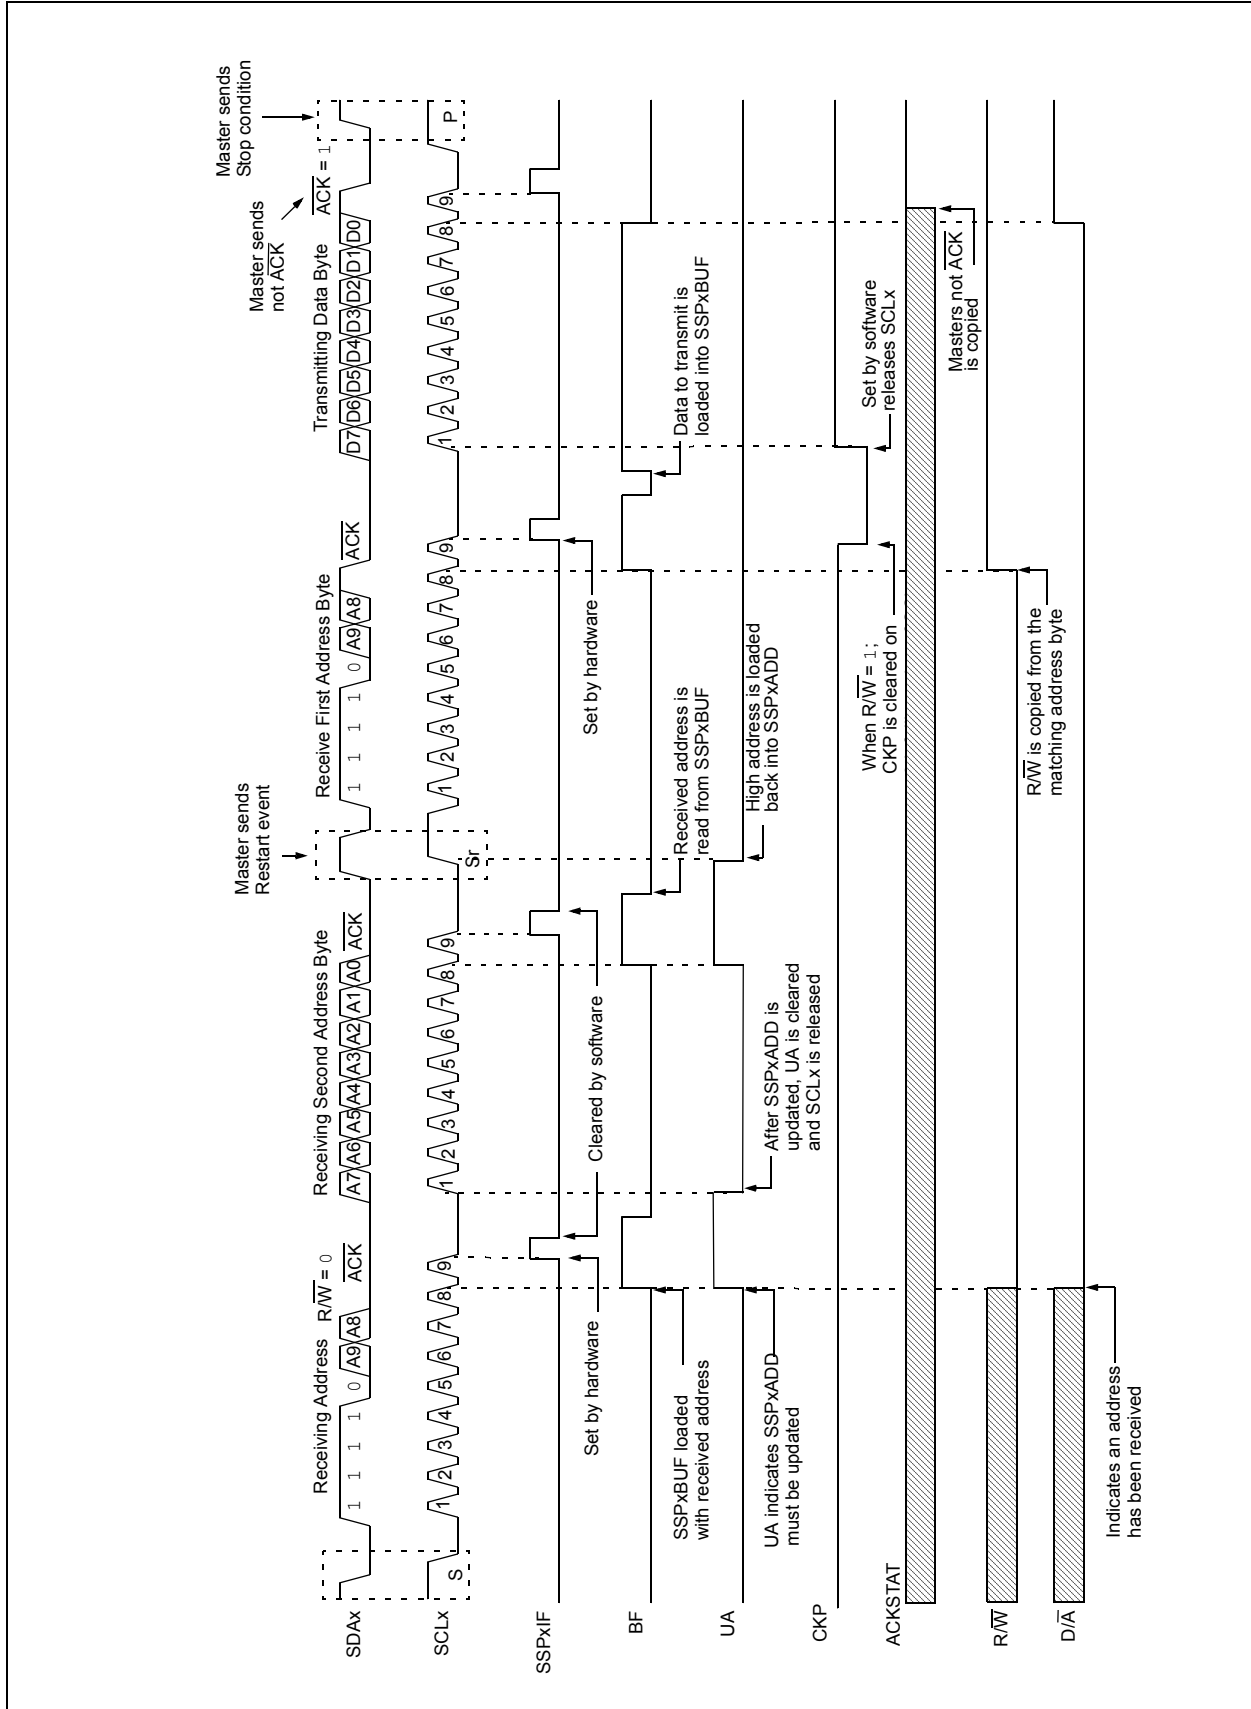 Master sends
Stop condition
Master sends
not ACK
Master sends
Restart event
Receiving Address R/W = 0
Receiving Second Address Byte
Receive First Address Byte
Transmitting Data Byte ACK = 1
SDAx
1 1 1 1 0 A9 A8 ACK
A7 A6 A5 A4 A3 A2 A1 A0 ACK
1 1 1 1 0 A9 A8 ACK
D7 D6 D5 D4 D3 D2 D1 D0
SCLx
S 1 2 3 4 5 6 7 8 9
1 2 3 4 5 6 7 8 9
Sr 1 2 3 4 5 6 7 8 9
1 2 3 4 5 6 7 8 9 P
SSPxIF
Set by hardware
Cleared by software
Set by hardware
BF
SSPxBUF loaded
with received address
Received address is
read from SSPxBUF
Data to transmit is
loaded into SSPxBUF
UA
UA indicates SSPxADD
must be updated
After SSPxADD is
updated, UA is cleared
and SCLx is released
High address is loaded
back into SSPxADD
CKP
When R/W = 1;
CKP is cleared on
Set by software
releases SCLx
ACKSTAT
Masters not ACK
is copied
R/W
R/W is copied from the
matching address byte
D/A
Indicates an address
has been received